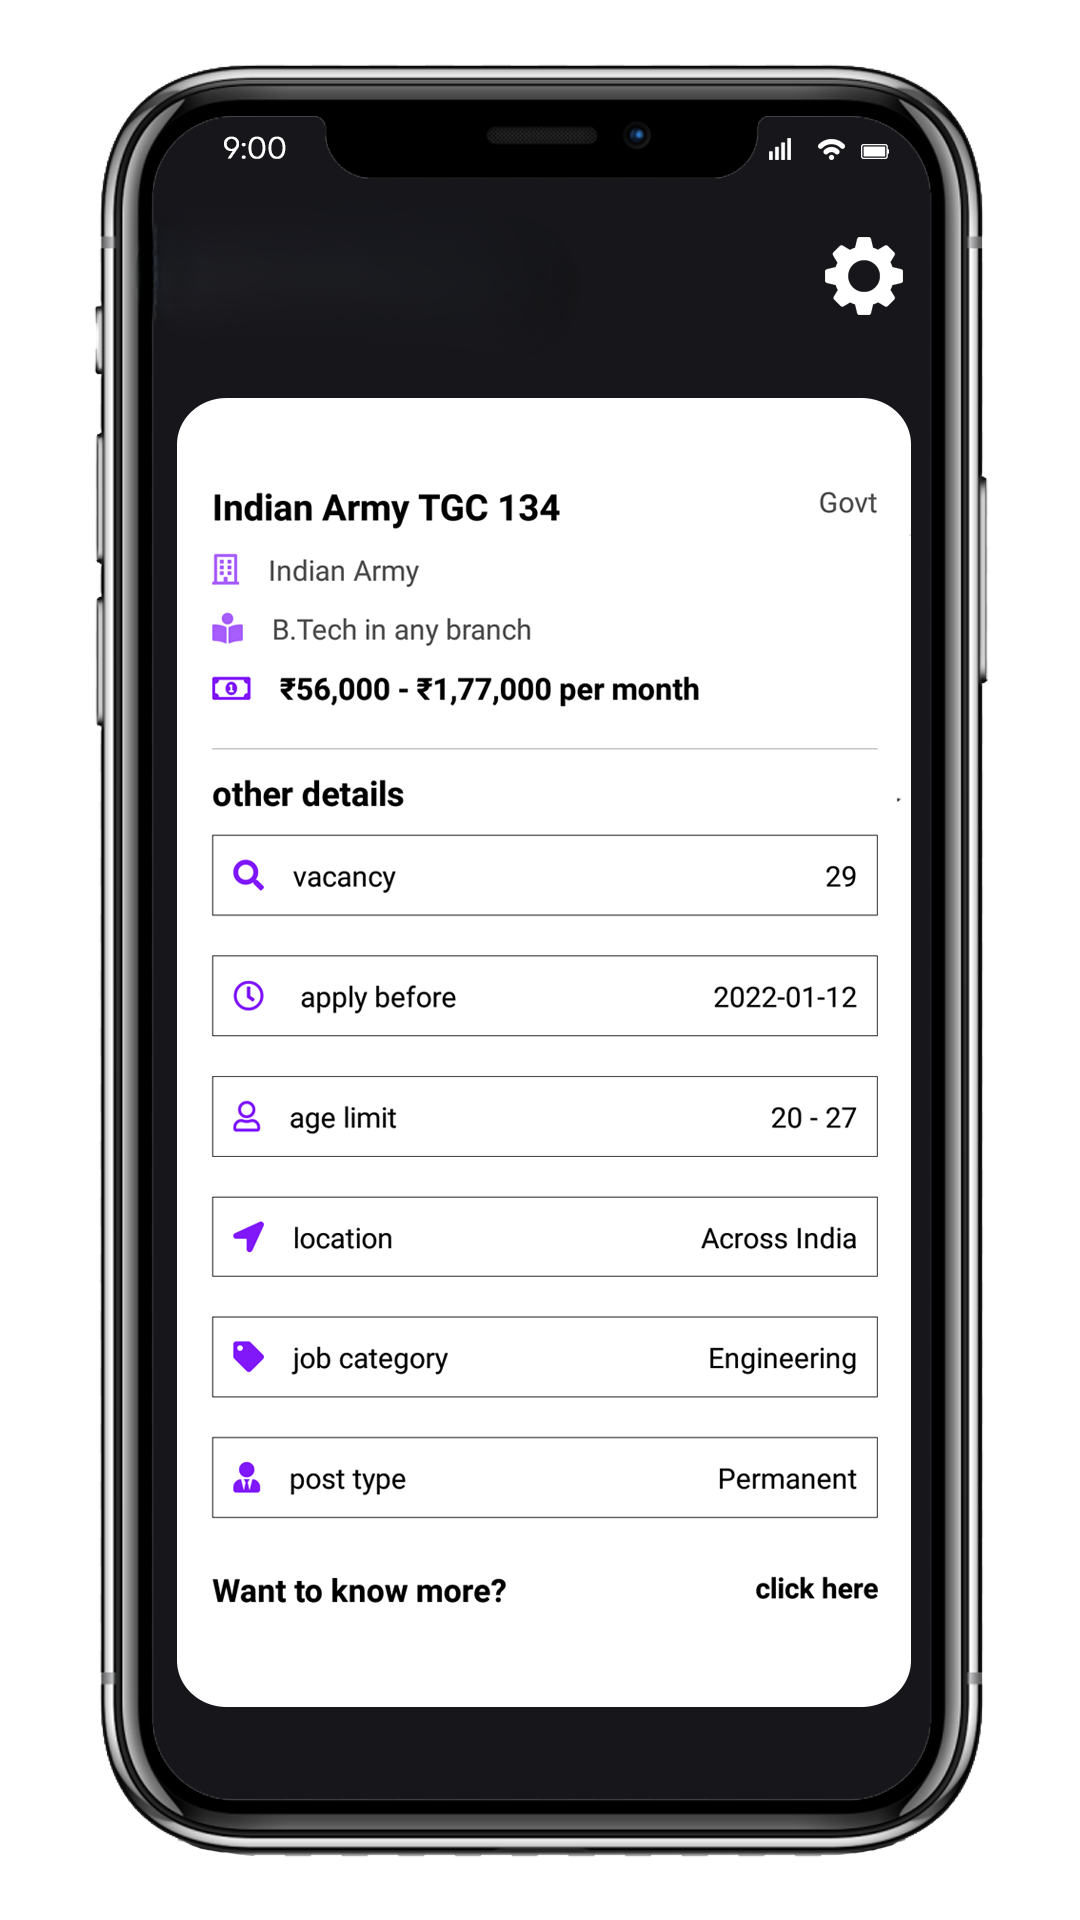 9:00
Indian Army TGC 134 Govt
Indian Army
B.Tech in any branch
₹56,000 - ₹1,77,000 per month
other details
vacancy 29
apply before 2022-01-12
age limit 20 - 27
location Across India
job category Engineering
post type Permanent
Want to know more? click here